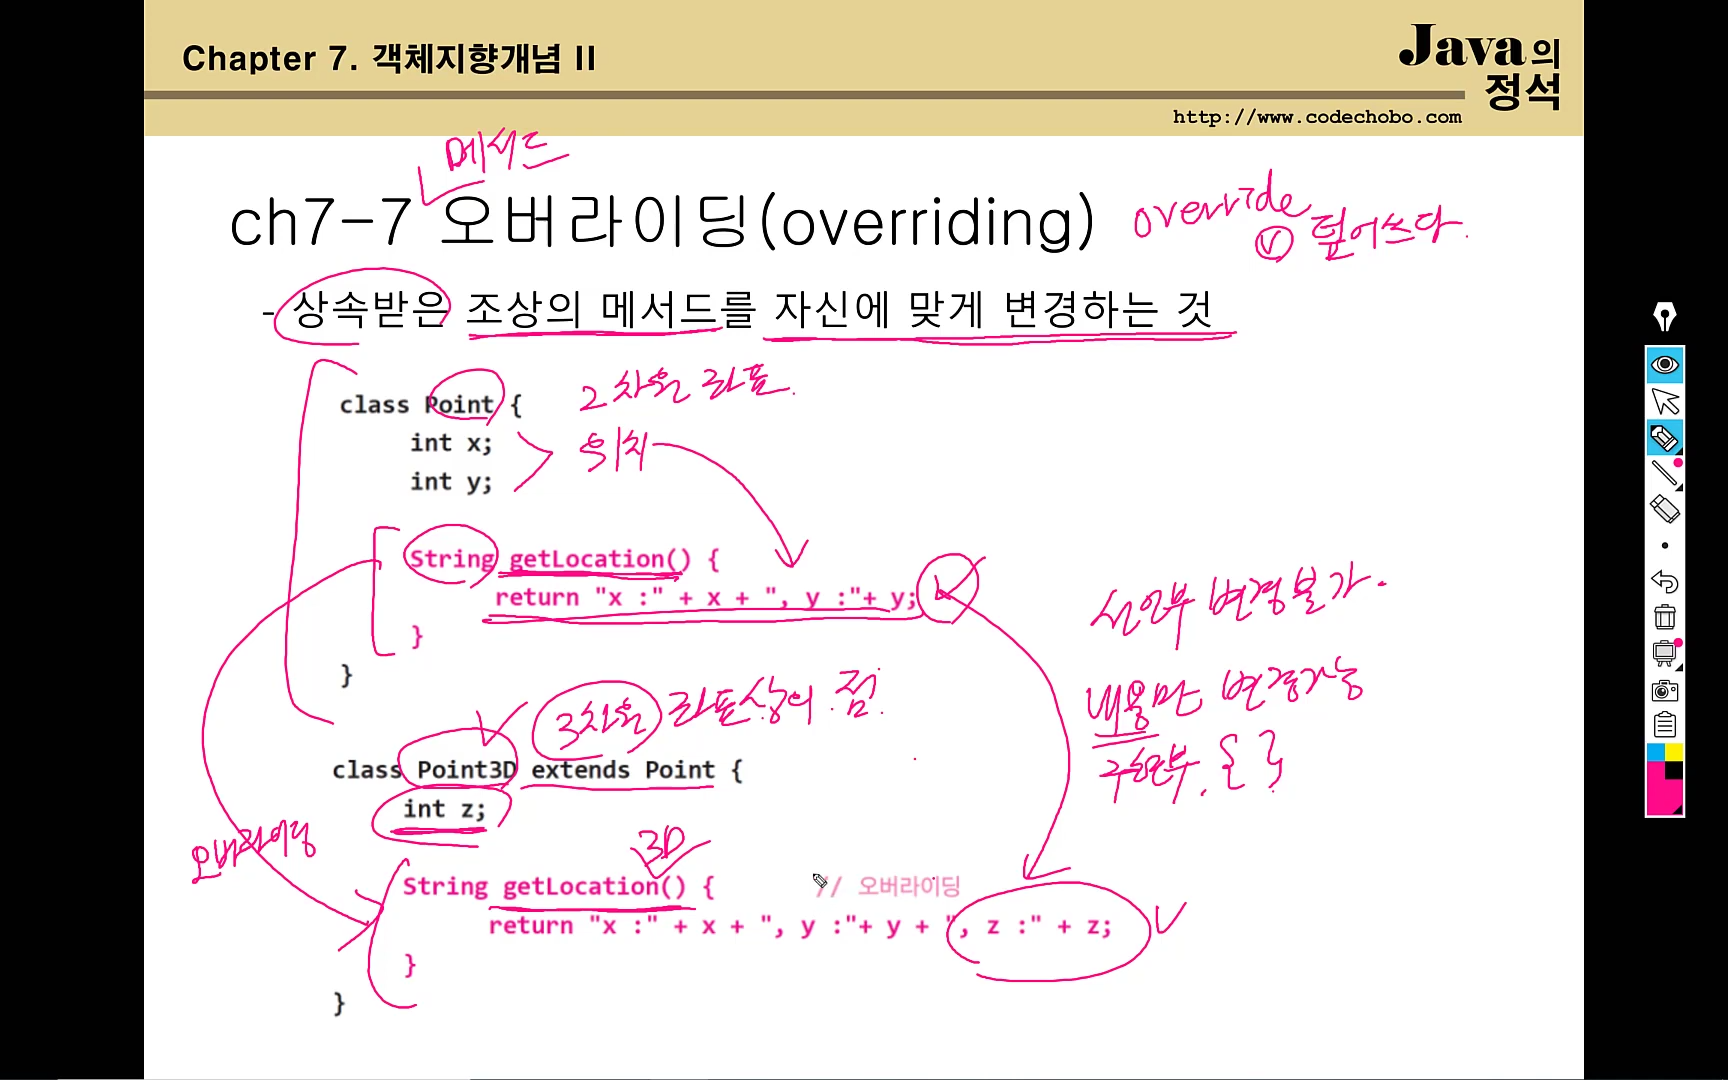 Chapter 7. 객체지향개념 II
Java의
정석
http://www.codechobo.com
메서드
ch7-7 오버라이딩(overriding)
override
ⓥ 덮어쓰다.
- 상속받은 조상의 메서드를 자신에 맞게 변경하는 것
class Point {
2차원 좌표.
int x;
위치
int y;
String getLocation() {
return "x :" + x + ", y :"+ y;
}
선언부 변경불가.
}
내용만 변경가능
구현부. { }
3차원 좌표상의 점.
class Point3D extends Point {
int z;
오버라이딩
3D
String getLocation() { // 오버라이딩
return "x :" + x + ", y :"+ y + ", z :" + z;
}
}